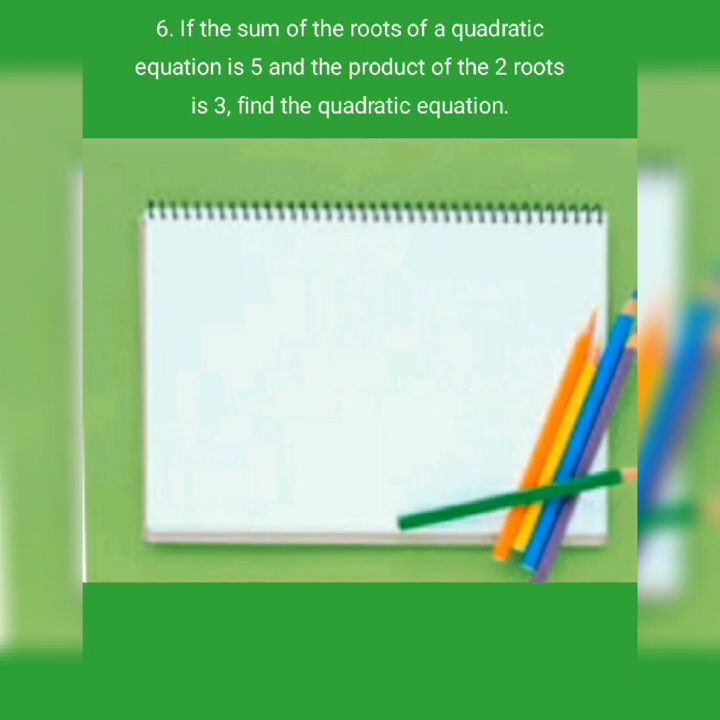 6. If the sum of the roots of a quadratic
equation is 5 and the product of the 2 roots
is 3, find the quadratic equation.